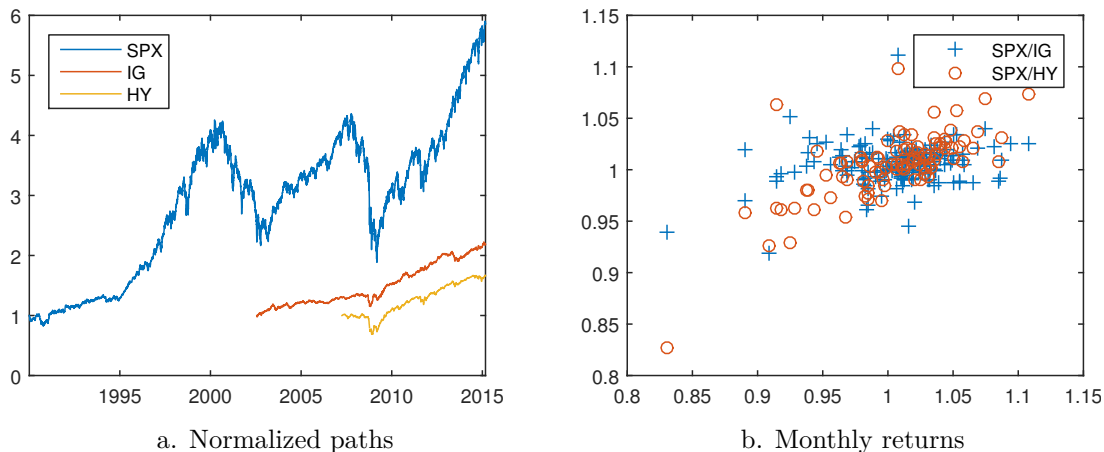 6
5
4
3
2
1
0
SPX
IG
HY
1995 2000 2005 2010 2015
a. Normalized paths
1.15
1.1
1.05
1
0.95
0.9
0.85
0.8
SPX/IG
SPX/HY
0.8 0.85 0.9 0.95 1 1.05 1.1 1.15
b. Monthly returns